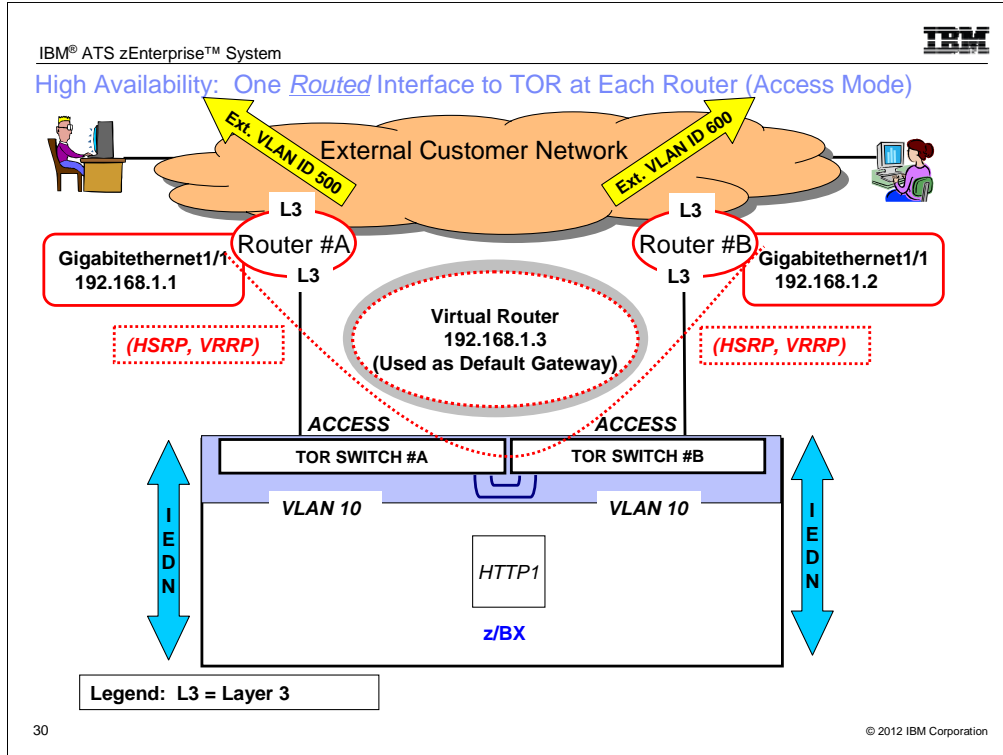 IBM® ATS zEnterprise™ System
IBM
High Availability: One Routed Interface to TOR at Each Router (Access Mode)
Ext. VLAN ID 500
External Customer Network
Ext. VLAN ID 600
L3
Router #A
L3
L3
Router #B
L3
Gigabitethernet1/1
192.168.1.1
Gigabitethernet1/1
192.168.1.2
(HSRP, VRRP)
Virtual Router
192.168.1.3
(Used as Default Gateway)
(HSRP, VRRP)
ACCESS
ACCESS
TOR SWITCH #A
TOR SWITCH #B
VLAN 10
VLAN 10
IEDN
IEDN
HTTP1
z/BX
Legend: L3 = Layer 3
30
© 2012 IBM Corporation